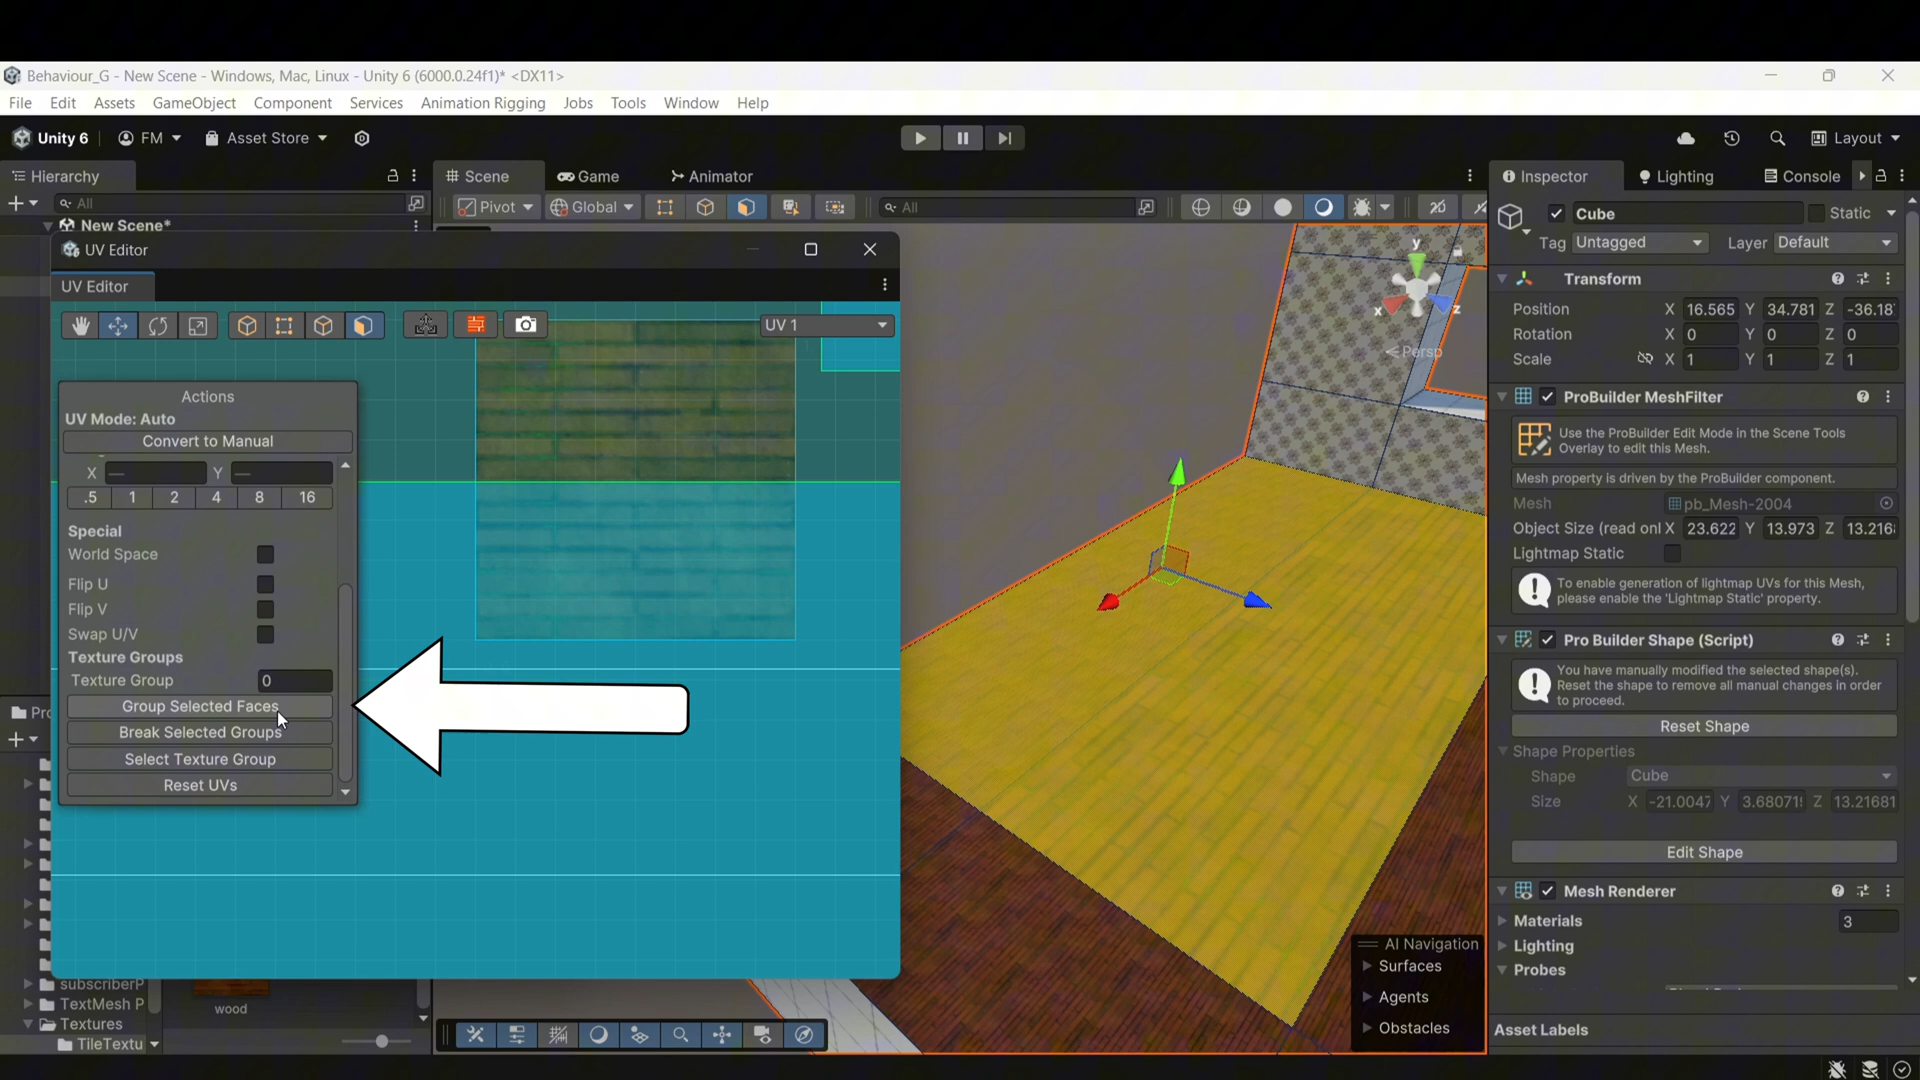 Behaviour_G - New Scene - Windows, Mac, Linux - Unity 6 (6000.0.24f1)* <DX11>
File Edit Assets GameObject Component Services Animation Rigging Jobs Tools Window Help
Unity 6 FM Asset Store Layout
Hierarchy
All
New Scene*
Scene Game Animator
Pivot Global All 2D
UV Editor
UV Editor
UV 1
Actions
UV Mode: Auto
Convert to Manual
X — Y —
.5 1 2 4 8 16
Special
World Space
Flip U
Flip V
Swap U/V
Texture Groups
Texture Group 0
Group Selected Faces
Break Selected Groups
Select Texture Group
Reset UVs
subscriberP
TextMesh P
Textures
TileTextu
wood
y
x
z
Persp
AI Navigation
Surfaces
Agents
Obstacles
Inspector Lighting Console
Cube Static
Tag Untagged Layer Default
Transform
Position X 16.565 Y 34.781 Z -36.18
Rotation X 0 Y 0 Z 0
Scale X 1 Y 1 Z 1
ProBuilder MeshFilter
Use the ProBuilder Edit Mode in the Scene Tools
Overlay to edit this Mesh.
Mesh property is driven by the ProBuilder component.
Mesh pb_Mesh-2004
Object Size (read onl X 23.622 Y 13.973 Z 13.216
Lightmap Static
To enable generation of lightmap UVs for this Mesh,
please enable the 'Lightmap Static' property.
Pro Builder Shape (Script)
You have manually modified the selected shape(s).
Reset the shape to remove all manual changes in order
to proceed.
Reset Shape
Shape Properties
Shape Cube
Size X -21.0047 Y 3.68071 Z 13.21681
Edit Shape
Mesh Renderer
Materials 3
Lighting
Probes
Asset Labels